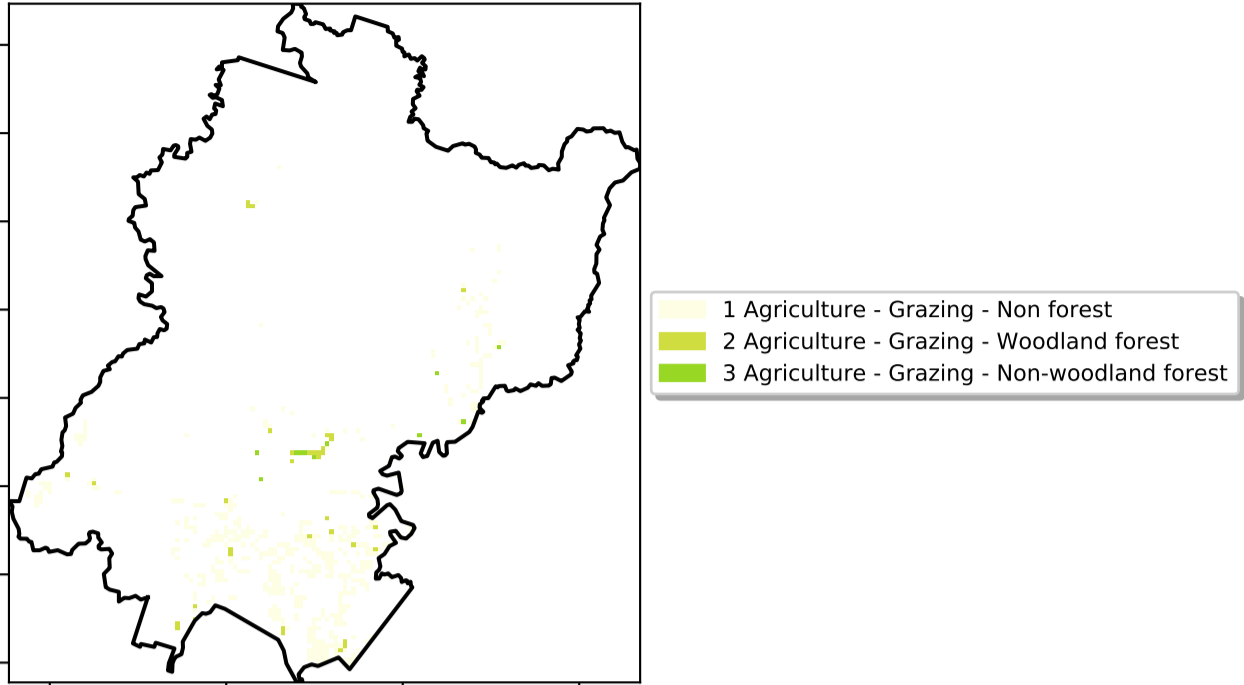 1 Agriculture - Grazing - Non forest
2 Agriculture - Grazing - Woodland forest
3 Agriculture - Grazing - Non-woodland forest